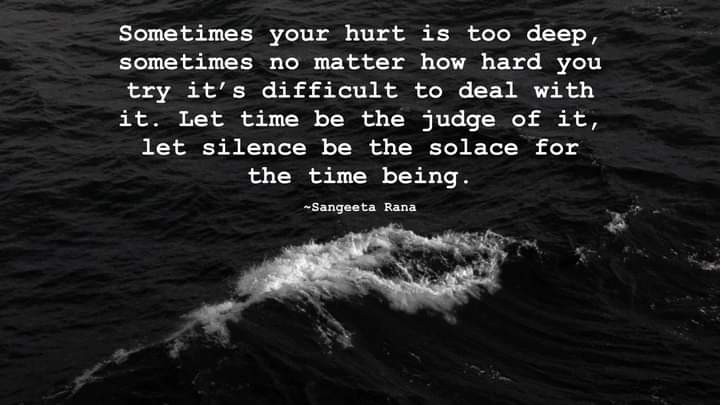 Sometimes your hurt is too deep,
sometimes no matter how hard you
try it’s difficult to deal with
it. Let time be the judge of it,
let silence be the solace for
the time being.
~Sangeeta Rana